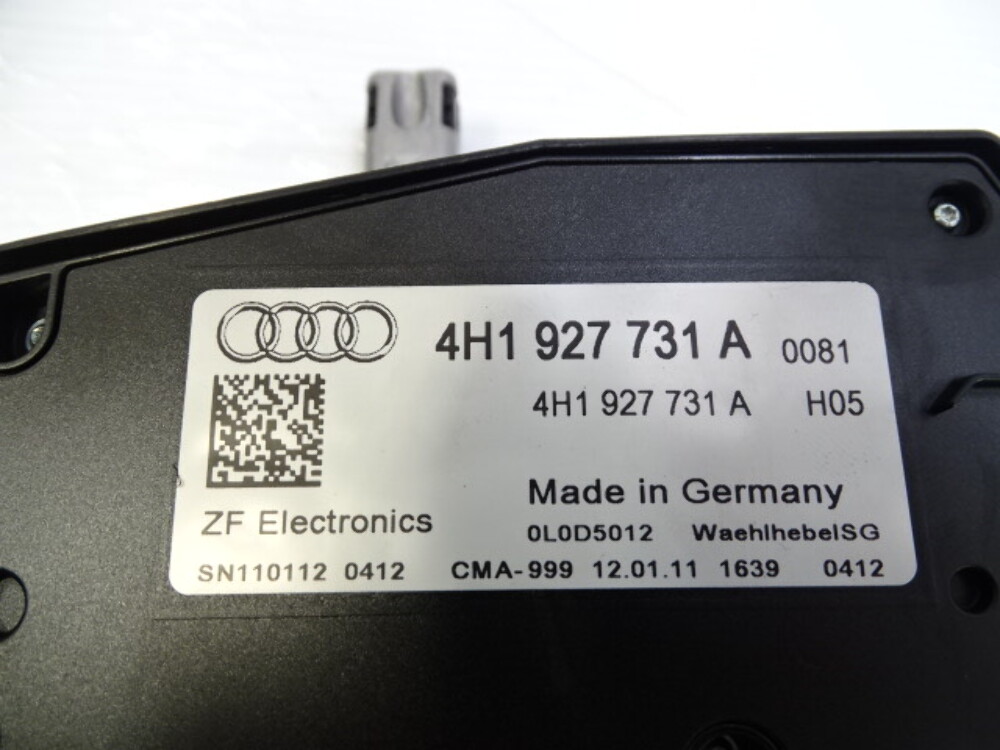 4H1 927 731 A 0081
4H1 927 731 A H05
Made in Germany
ZF Electronics
0L0D5012 WaehlhebelSG
SN110112 0412 CMA-999 12.01.11 1639 0412